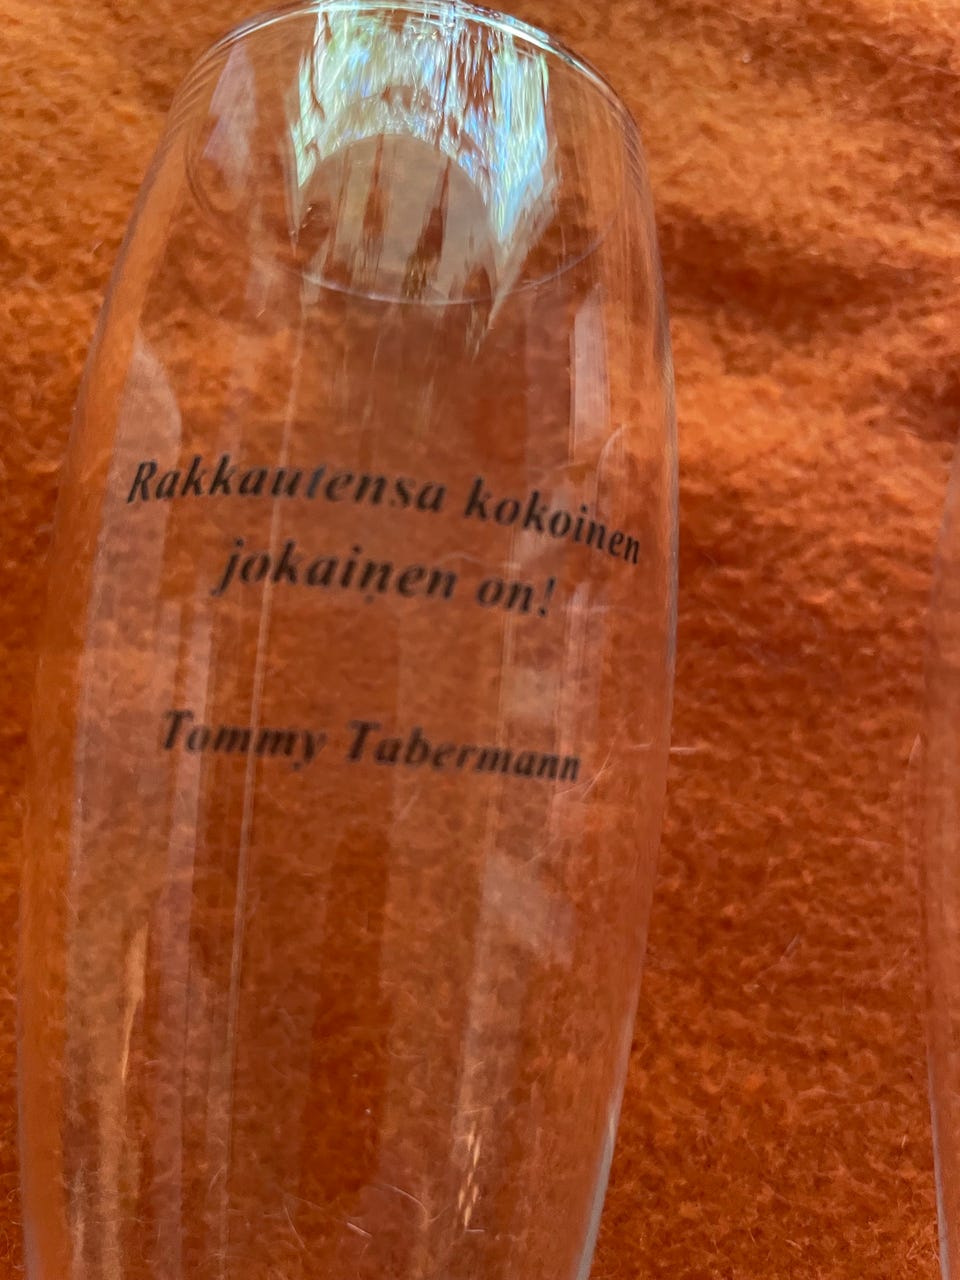 Rakkautensa kokoinen
jokainen on!
Tommy Tabermann